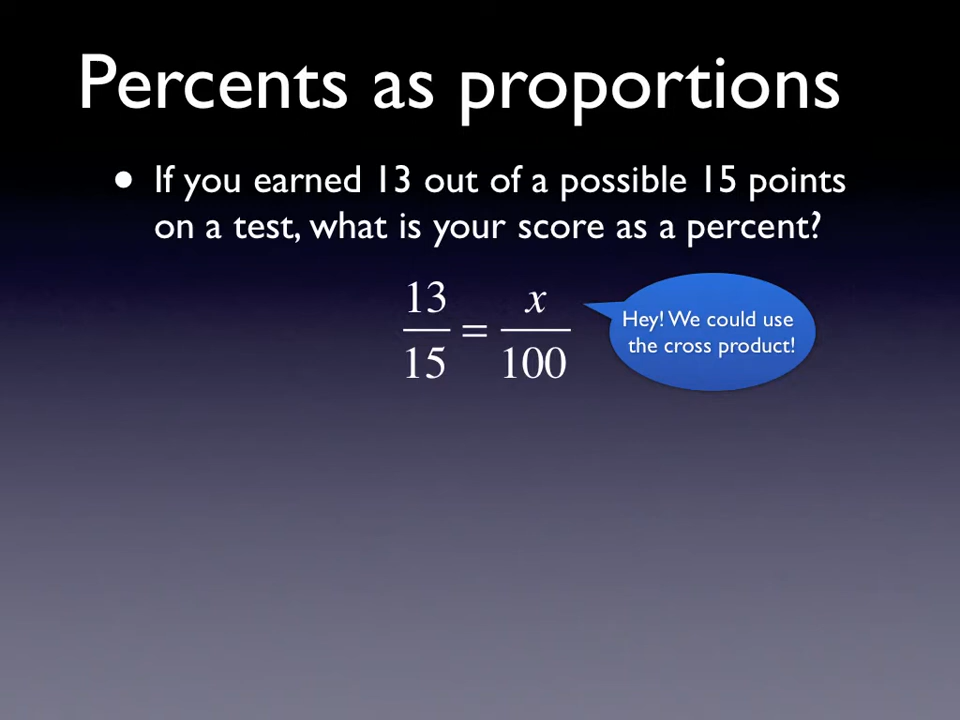 Percents as proportions
• If you earned 13 out of a possible 15 points
on a test, what is your score as a percent?
13/15 = x/100
Hey! We could use
the cross product!